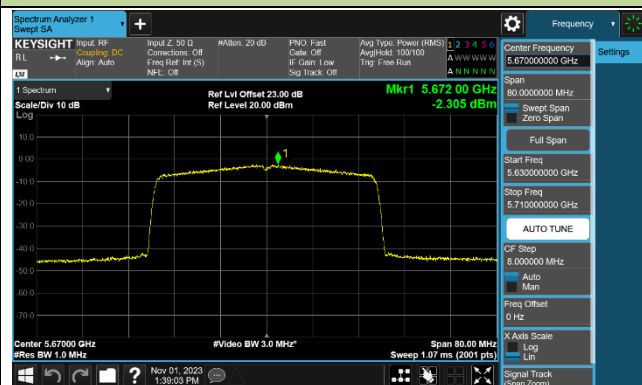 Spectrum Analyzer 1
Swept SA
Frequency
KEYSIGHT
RL
Input: RF
Coupling: DC
Align: Auto
Input Z: 50 Ω
Corrections: Off
Freq Ref: Int (S)
NFE: Off
#Atten: 20 dB
PNO: Fast
Gate: Off
IF Gain: Low
Sig Track: Off
Avg Type: Power (RMS)
Avg|Hold: 100/100
Trig: Free Run
1 2 3 4 5 6
A W W W W W
A N N N N N
LXI
1 Spectrum
Scale/Div 10 dB
Log
Ref Lvl Offset 23.00 dB
Ref Level 20.00 dBm
Mkr1 5.672 00 GHz
-2.305 dBm
1
10.0
0.00
-10.0
-20.0
-30.0
-40.0
-50.0
-60.0
-70.0
Center 5.67000 GHz
#Res BW 1.0 MHz
#Video BW 3.0 MHz*
Span 80.00 MHz
Sweep 1.07 ms (2001 pts)
Nov 01, 2023
1:39:03 PM
Center Frequency
5.670000000 GHz
Settings
Span
80.0000000 MHz
Swept Span
Zero Span
Full Span
Start Freq
5.630000000 GHz
Stop Freq
5.710000000 GHz
AUTO TUNE
CF Step
8.000000 MHz
Auto
Man
Freq Offset
0 Hz
X Axis Scale
Log
Lin
Signal Track
(Span Zoom)